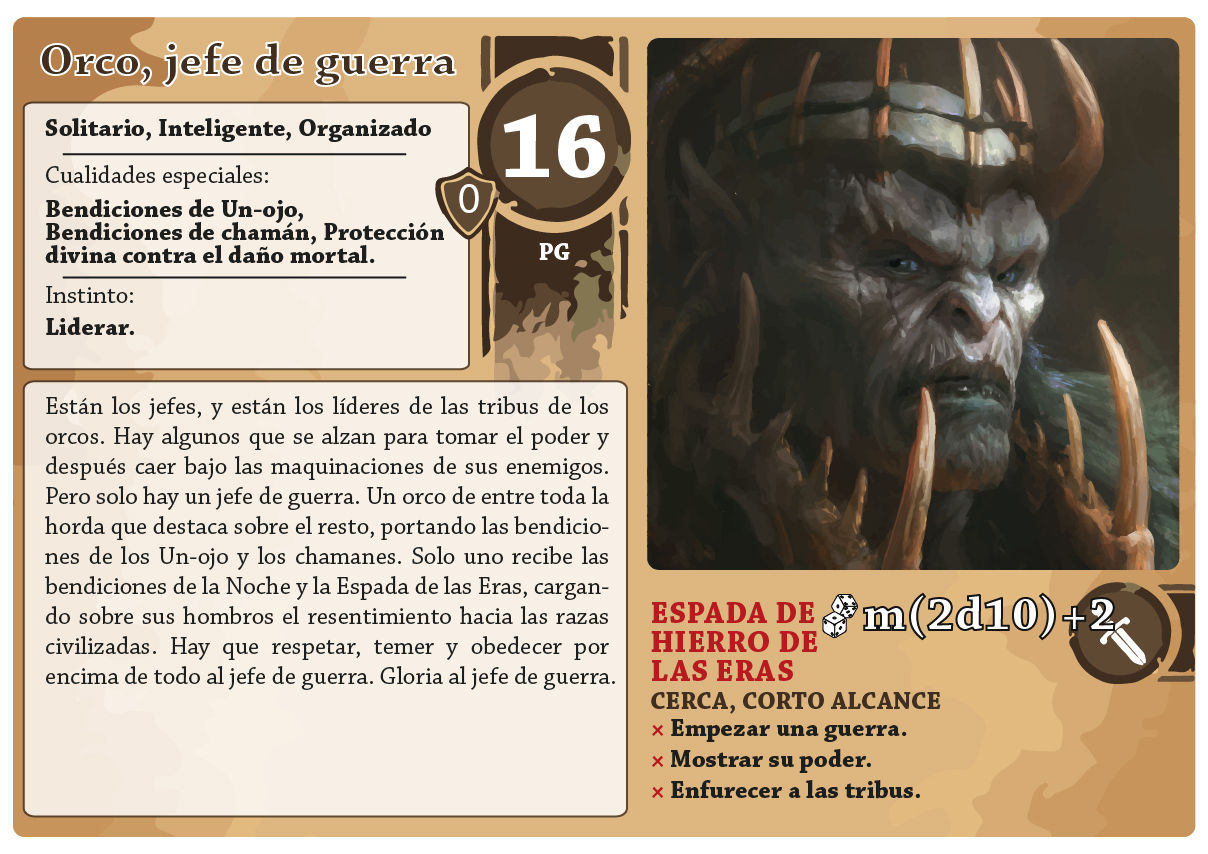 Orco, jefe de guerra
Solitario, Inteligente, Organizado
Cualidades especiales:
Bendiciones de Un-ojo,
Bendiciones de chamán, Protección
divina contra el daño mortal.
Instinto:
Liderar.
16
0
PG
Están los jefes, y están los líderes de las tribus de los
orcos. Hay algunos que se alzan para tomar el poder y
después caer bajo las maquinaciones de sus enemigos.
Pero solo hay un jefe de guerra. Un orco de entre toda la
horda que destaca sobre el resto, portando las bendicio-
nes de los Un-ojo y los chamanes. Solo uno recibe las
bendiciones de la Noche y la Espada de las Eras, cargan-
do sobre sus hombros el resentimiento hacia las razas
civilizadas. Hay que respetar, temer y obedecer por
encima de todo al jefe de guerra. Gloria al jefe de guerra.
ESPADA DE
HIERRO DE
LAS ERAS
m(2d10)+2
CERCA, CORTO ALCANCE
× Empezar una guerra.
× Mostrar su poder.
× Enfurecer a las tribus.